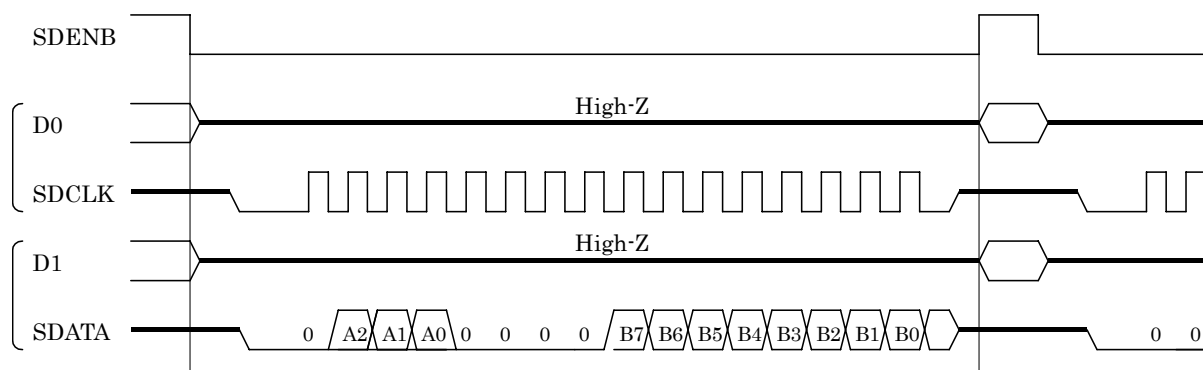 SDENB
High-Z
D0
SDCLK
High-Z
D1
SDATA 0 A2 A1 A0 0 0 0 0 B7 B6 B5 B4 B3 B2 B1 B0 0 0